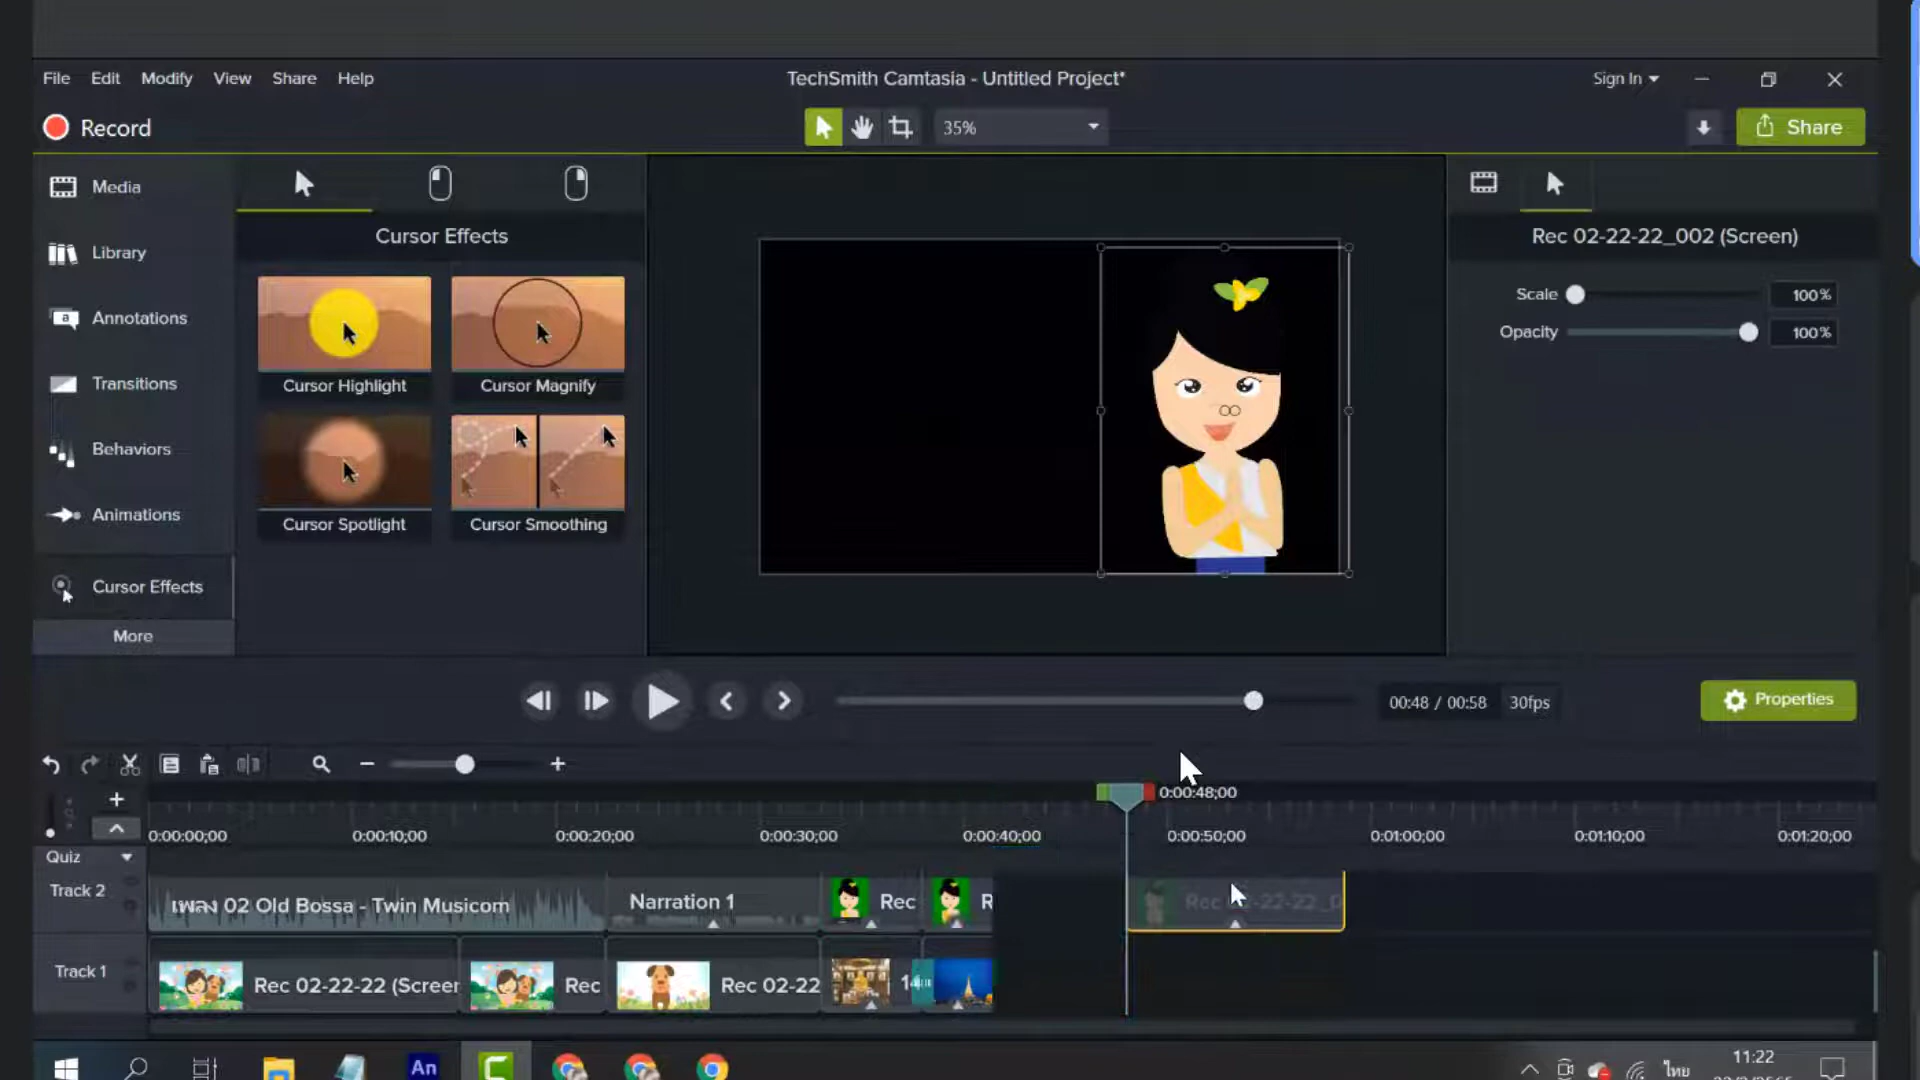 File Edit Modify View Share Help
TechSmith Camtasia - Untitled Project*
Sign In
Record
35%
Share
Media
Library
Annotations
Transitions
Behaviors
Animations
Cursor Effects
More
Cursor Effects
Cursor Highlight
Cursor Magnify
Cursor Spotlight
Cursor Smoothing
Rec 02-22-22_002 (Screen)
Scale 100%
Opacity 100%
00:48 / 00:58 30fps
Properties
0:00:48;00
0:00:00;00 0:00:10;00 0:00:20;00 0:00:30;00 0:00:40;00 0:00:50;00 0:01:00;00 0:01:10;00 0:01:20;00
Quiz
Track 2
เพลง 02 Old Bossa - Twin Musicom
Narration 1
Rec
R
Track 1
Rec 02-22-22 (Screen
Rec
Rec 02-22-22
An
ไทย
11:22